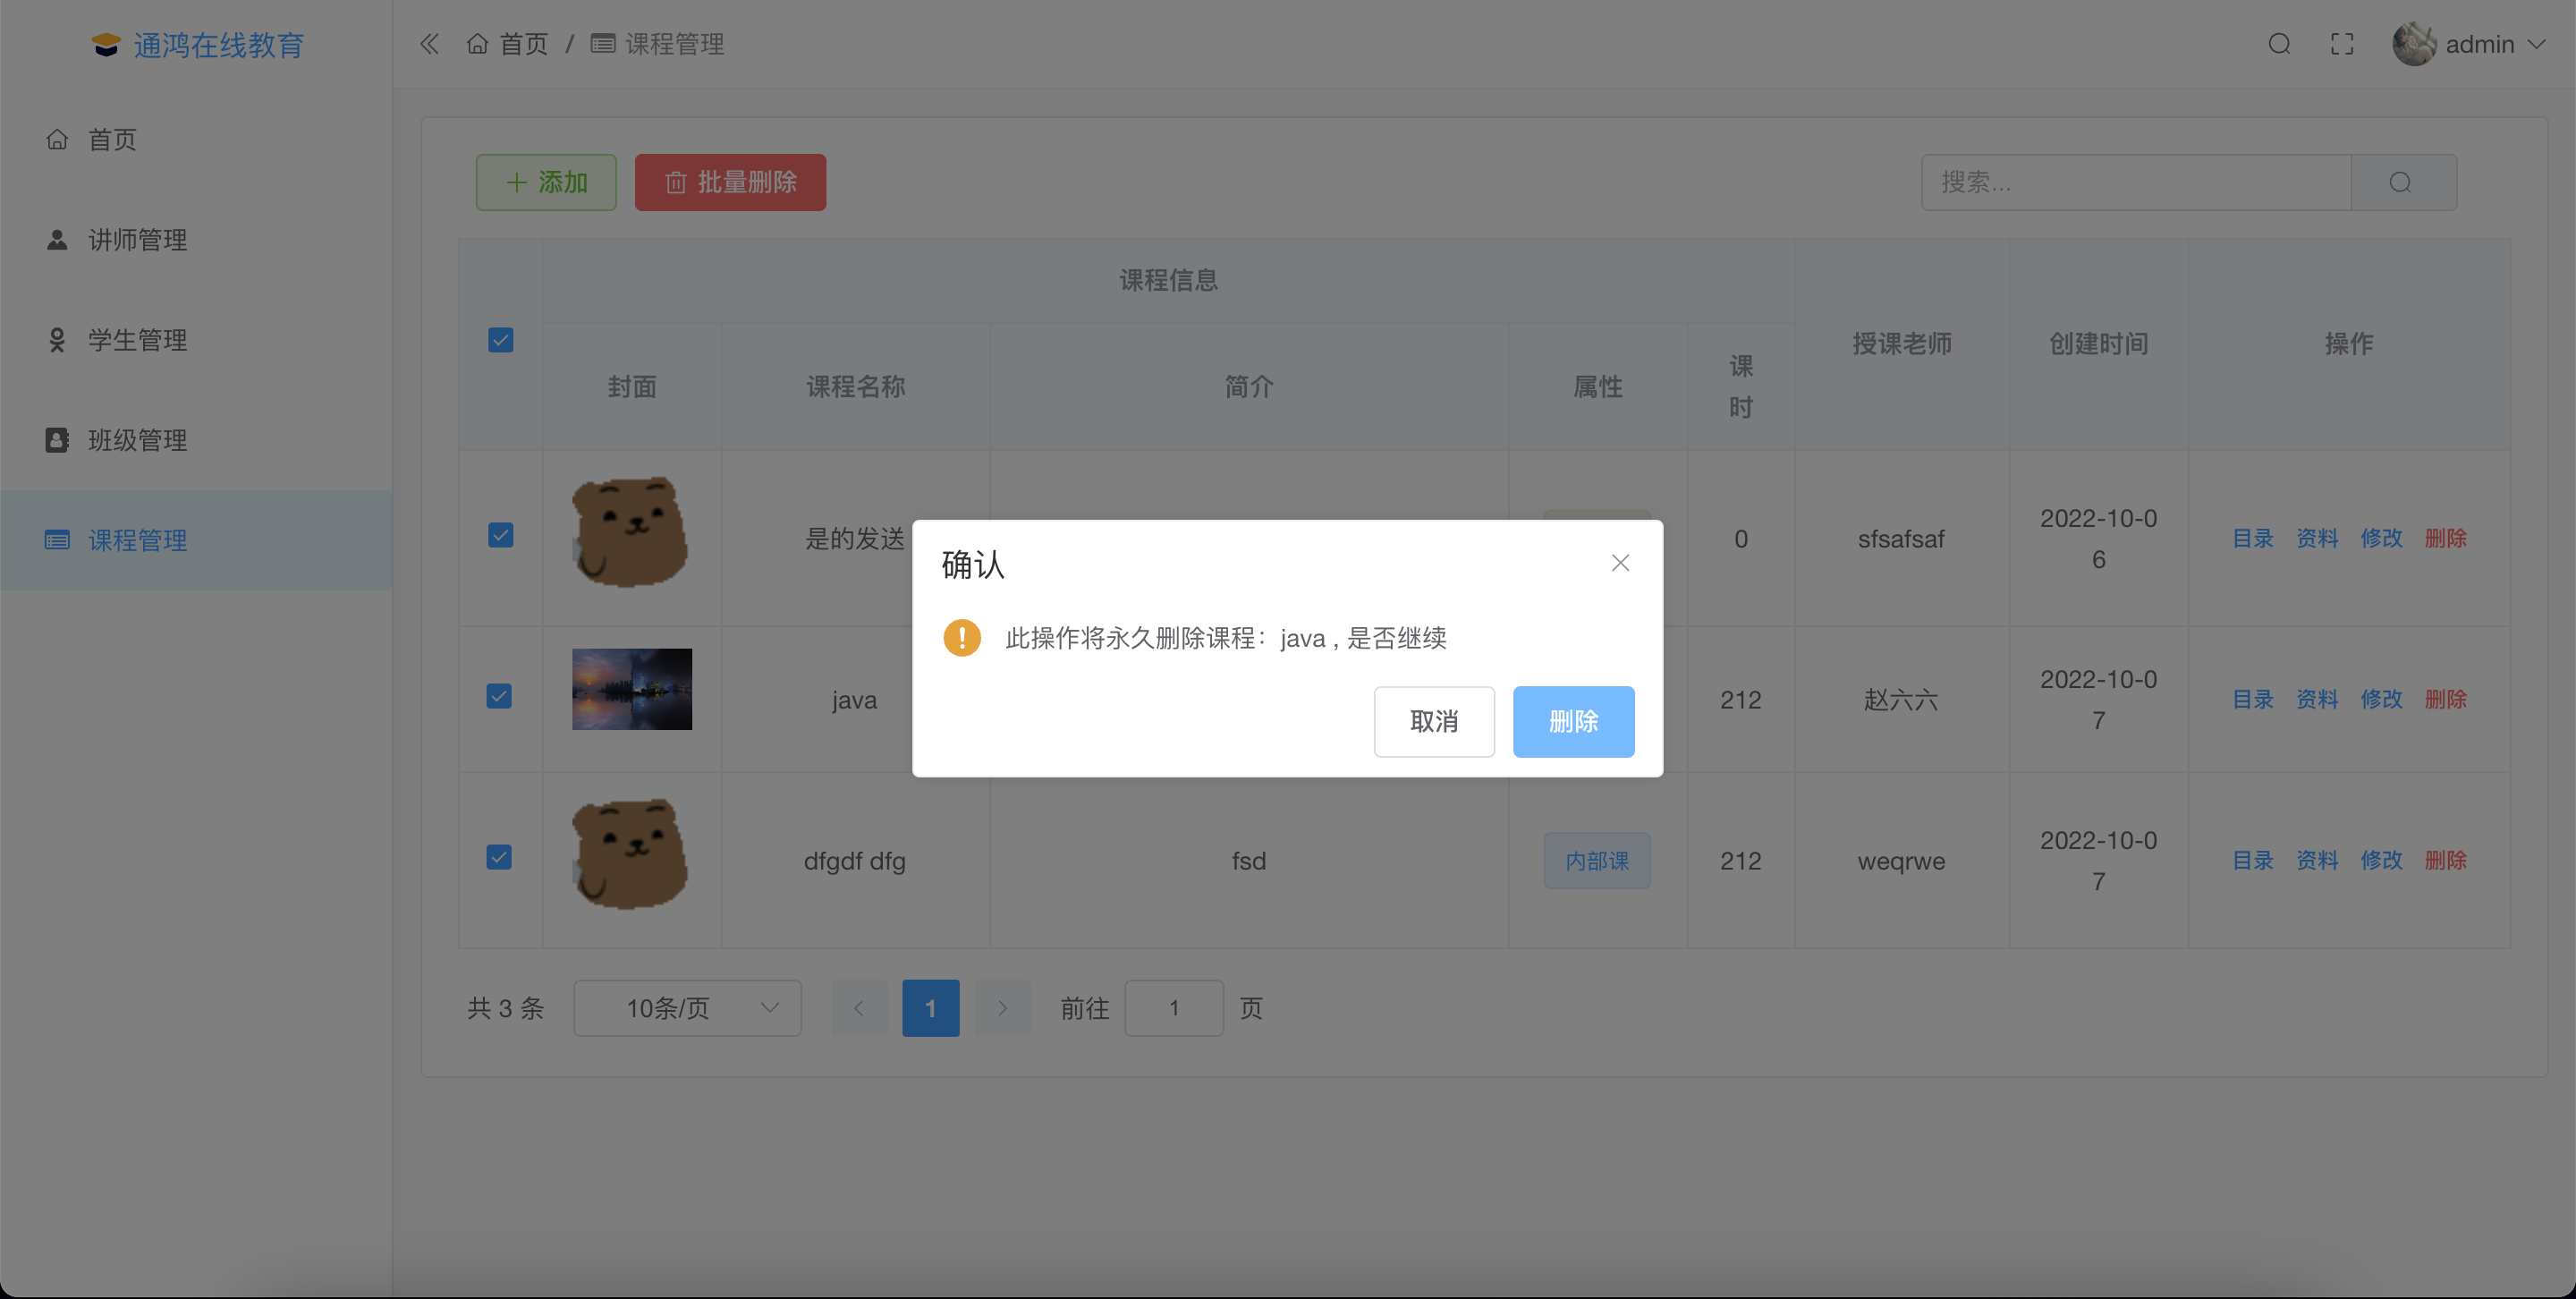 通鸿在线教育
首页 / 课程管理
admin
首页
讲师管理
学生管理
班级管理
课程管理
添加
批量删除
搜索...
课程信息
封面
课程名称
简介
属性
课
时
授课老师
创建时间
操作
是的发送
0
sfsafsaf
2022-10-0
6
目录 资料 修改 删除
java
212
赵六六
2022-10-0
7
目录 资料 修改 删除
dfgdf dfg
fsd
内部课
212
weqrwe
2022-10-0
7
目录 资料 修改 删除
确认
此操作将永久删除课程：java , 是否继续
取消
删除
共 3 条
10条/页
1
前往
1
页